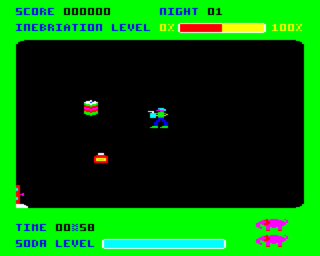 SCORE 000000 NIGHT 01
INEBRIATION LEVEL 0% 100%
TIME 00:58
SODA LEVEL